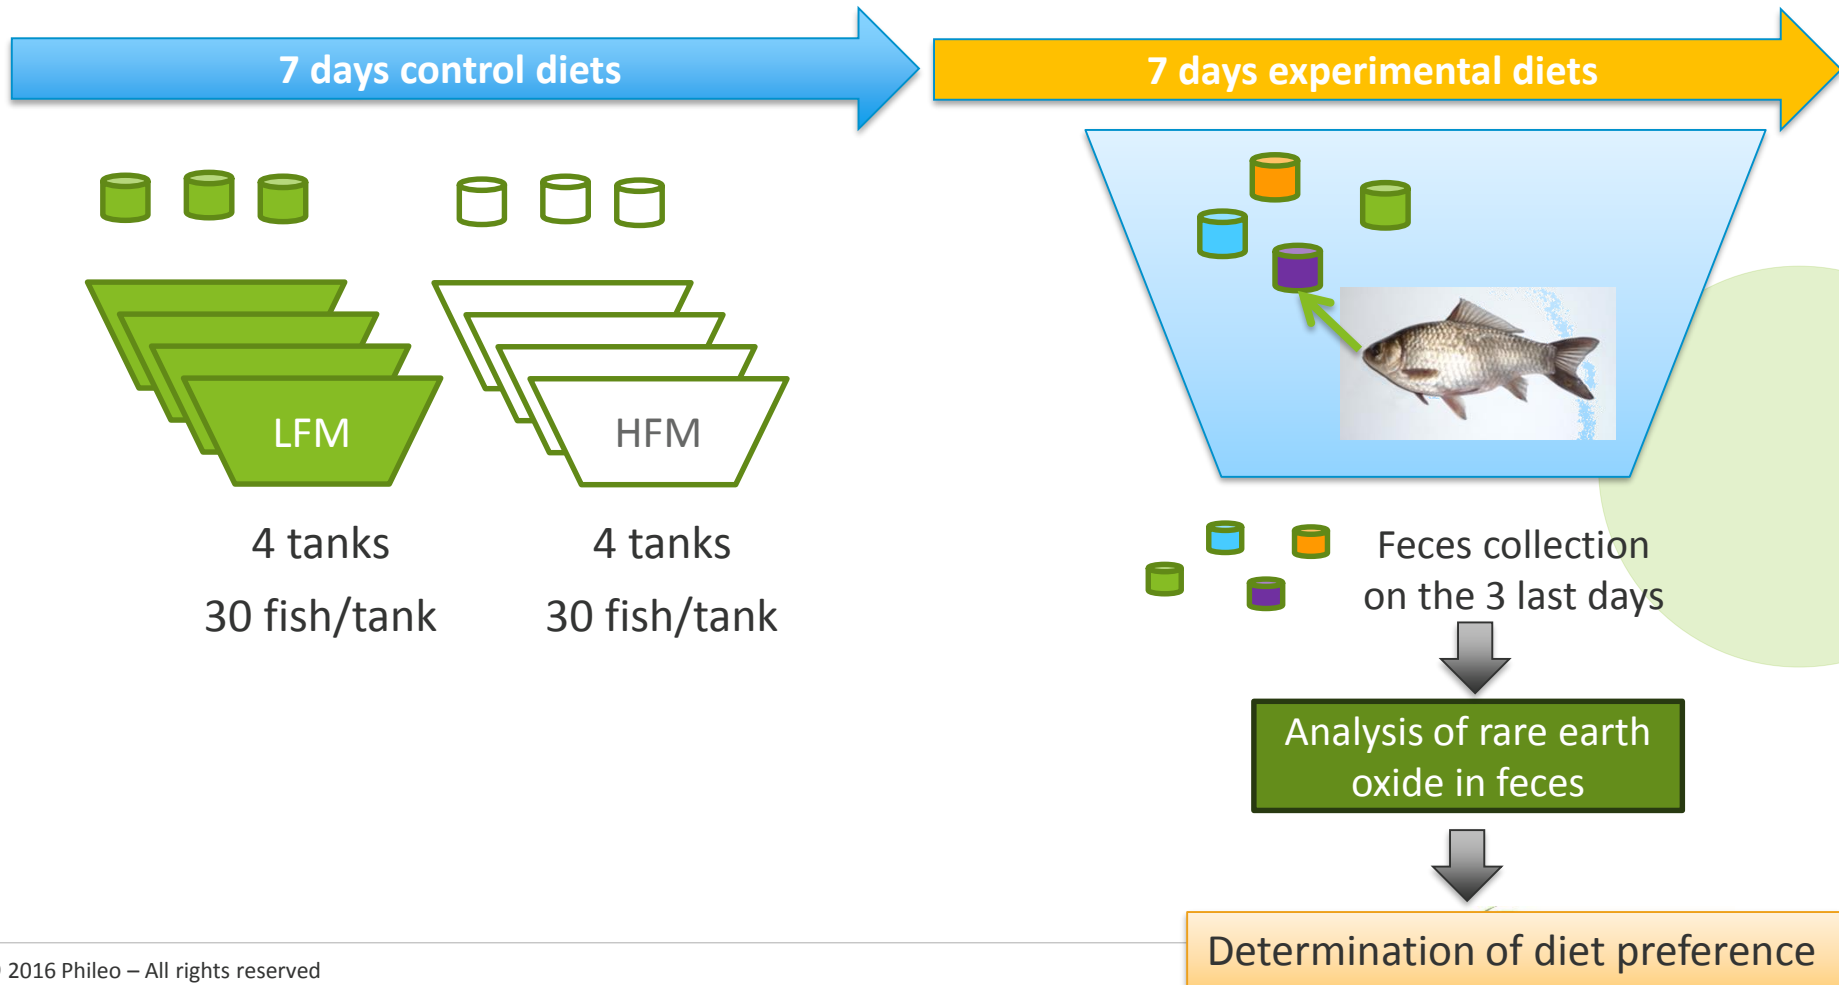 7 days control diets
7 days experimental diets
LFM
HFM
4 tanks
4 tanks
30 fish/tank
30 fish/tank
Feces collection
on the 3 last days
Analysis of rare earth
oxide in feces
Determination of diet preference
2016 Phileo – All rights reserved